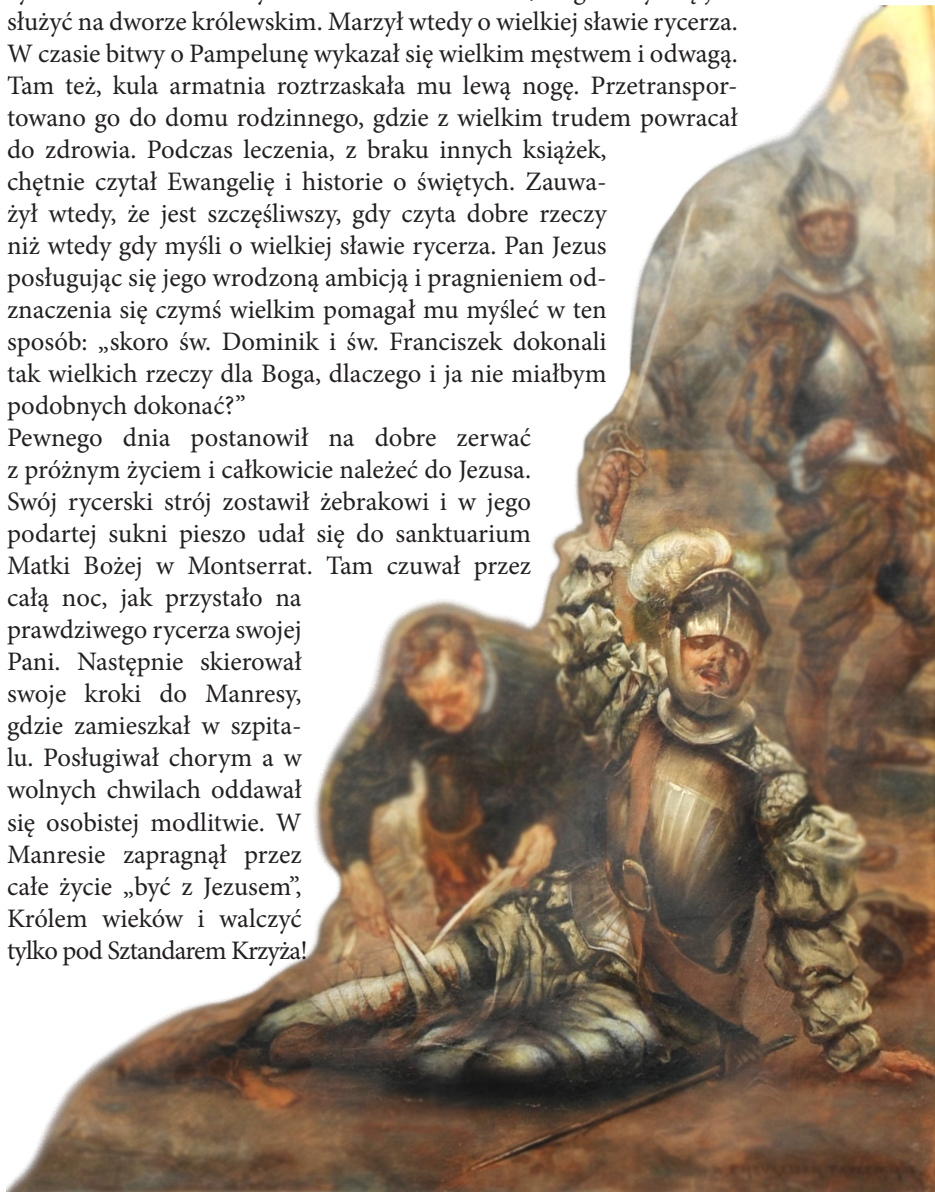 służyć na dworze królewskim. Marzył wtedy o wielkiej sławie rycerza.
W czasie bitwy o Pampelunę wykazał się wielkim męstwem i odwagą.
Tam też, kula armatnia roztrzaskała mu lewą nogę. Przetranspor-
towano go do domu rodzinnego, gdzie z wielkim trudem powracał
do zdrowia. Podczas leczenia, z braku innych książek,
chętnie czytał Ewangelię i historie o świętych. Zauwa-
żył wtedy, że jest szczęśliwszy, gdy czyta dobre rzeczy
niż wtedy gdy myśli o wielkiej sławie rycerza. Pan Jezus
posługując się jego wrodzoną ambicją i pragnieniem od-
znaczenia się czymś wielkim pomagał mu myśleć w ten
sposób: „skoro św. Dominik i św. Franciszek dokonali
tak wielkich rzeczy dla Boga, dlaczego i ja nie miałbym
podobnych dokonać?”
Pewnego dnia postanowił na dobre zerwać
z próżnym życiem i całkowicie należeć do Jezusa.
Swój rycerski strój zostawił żebrakowi i w jego
podartej sukni pieszo udał się do sanktuarium
Matki Bożej w Montserrat. Tam czuwał przez
całą noc, jak przystało na
prawdziwego rycerza swojej
Pani. Następnie skierował
swoje kroki do Manresy,
gdzie zamieszkał w szpita-
lu. Posługiwał chorym a w
wolnych chwilach oddawał
się osobistej modlitwie. W
Manresie zapragnął przez
całe życie „być z Jezusem”,
Królem wieków i walczyć
tylko pod Sztandarem Krzyża!